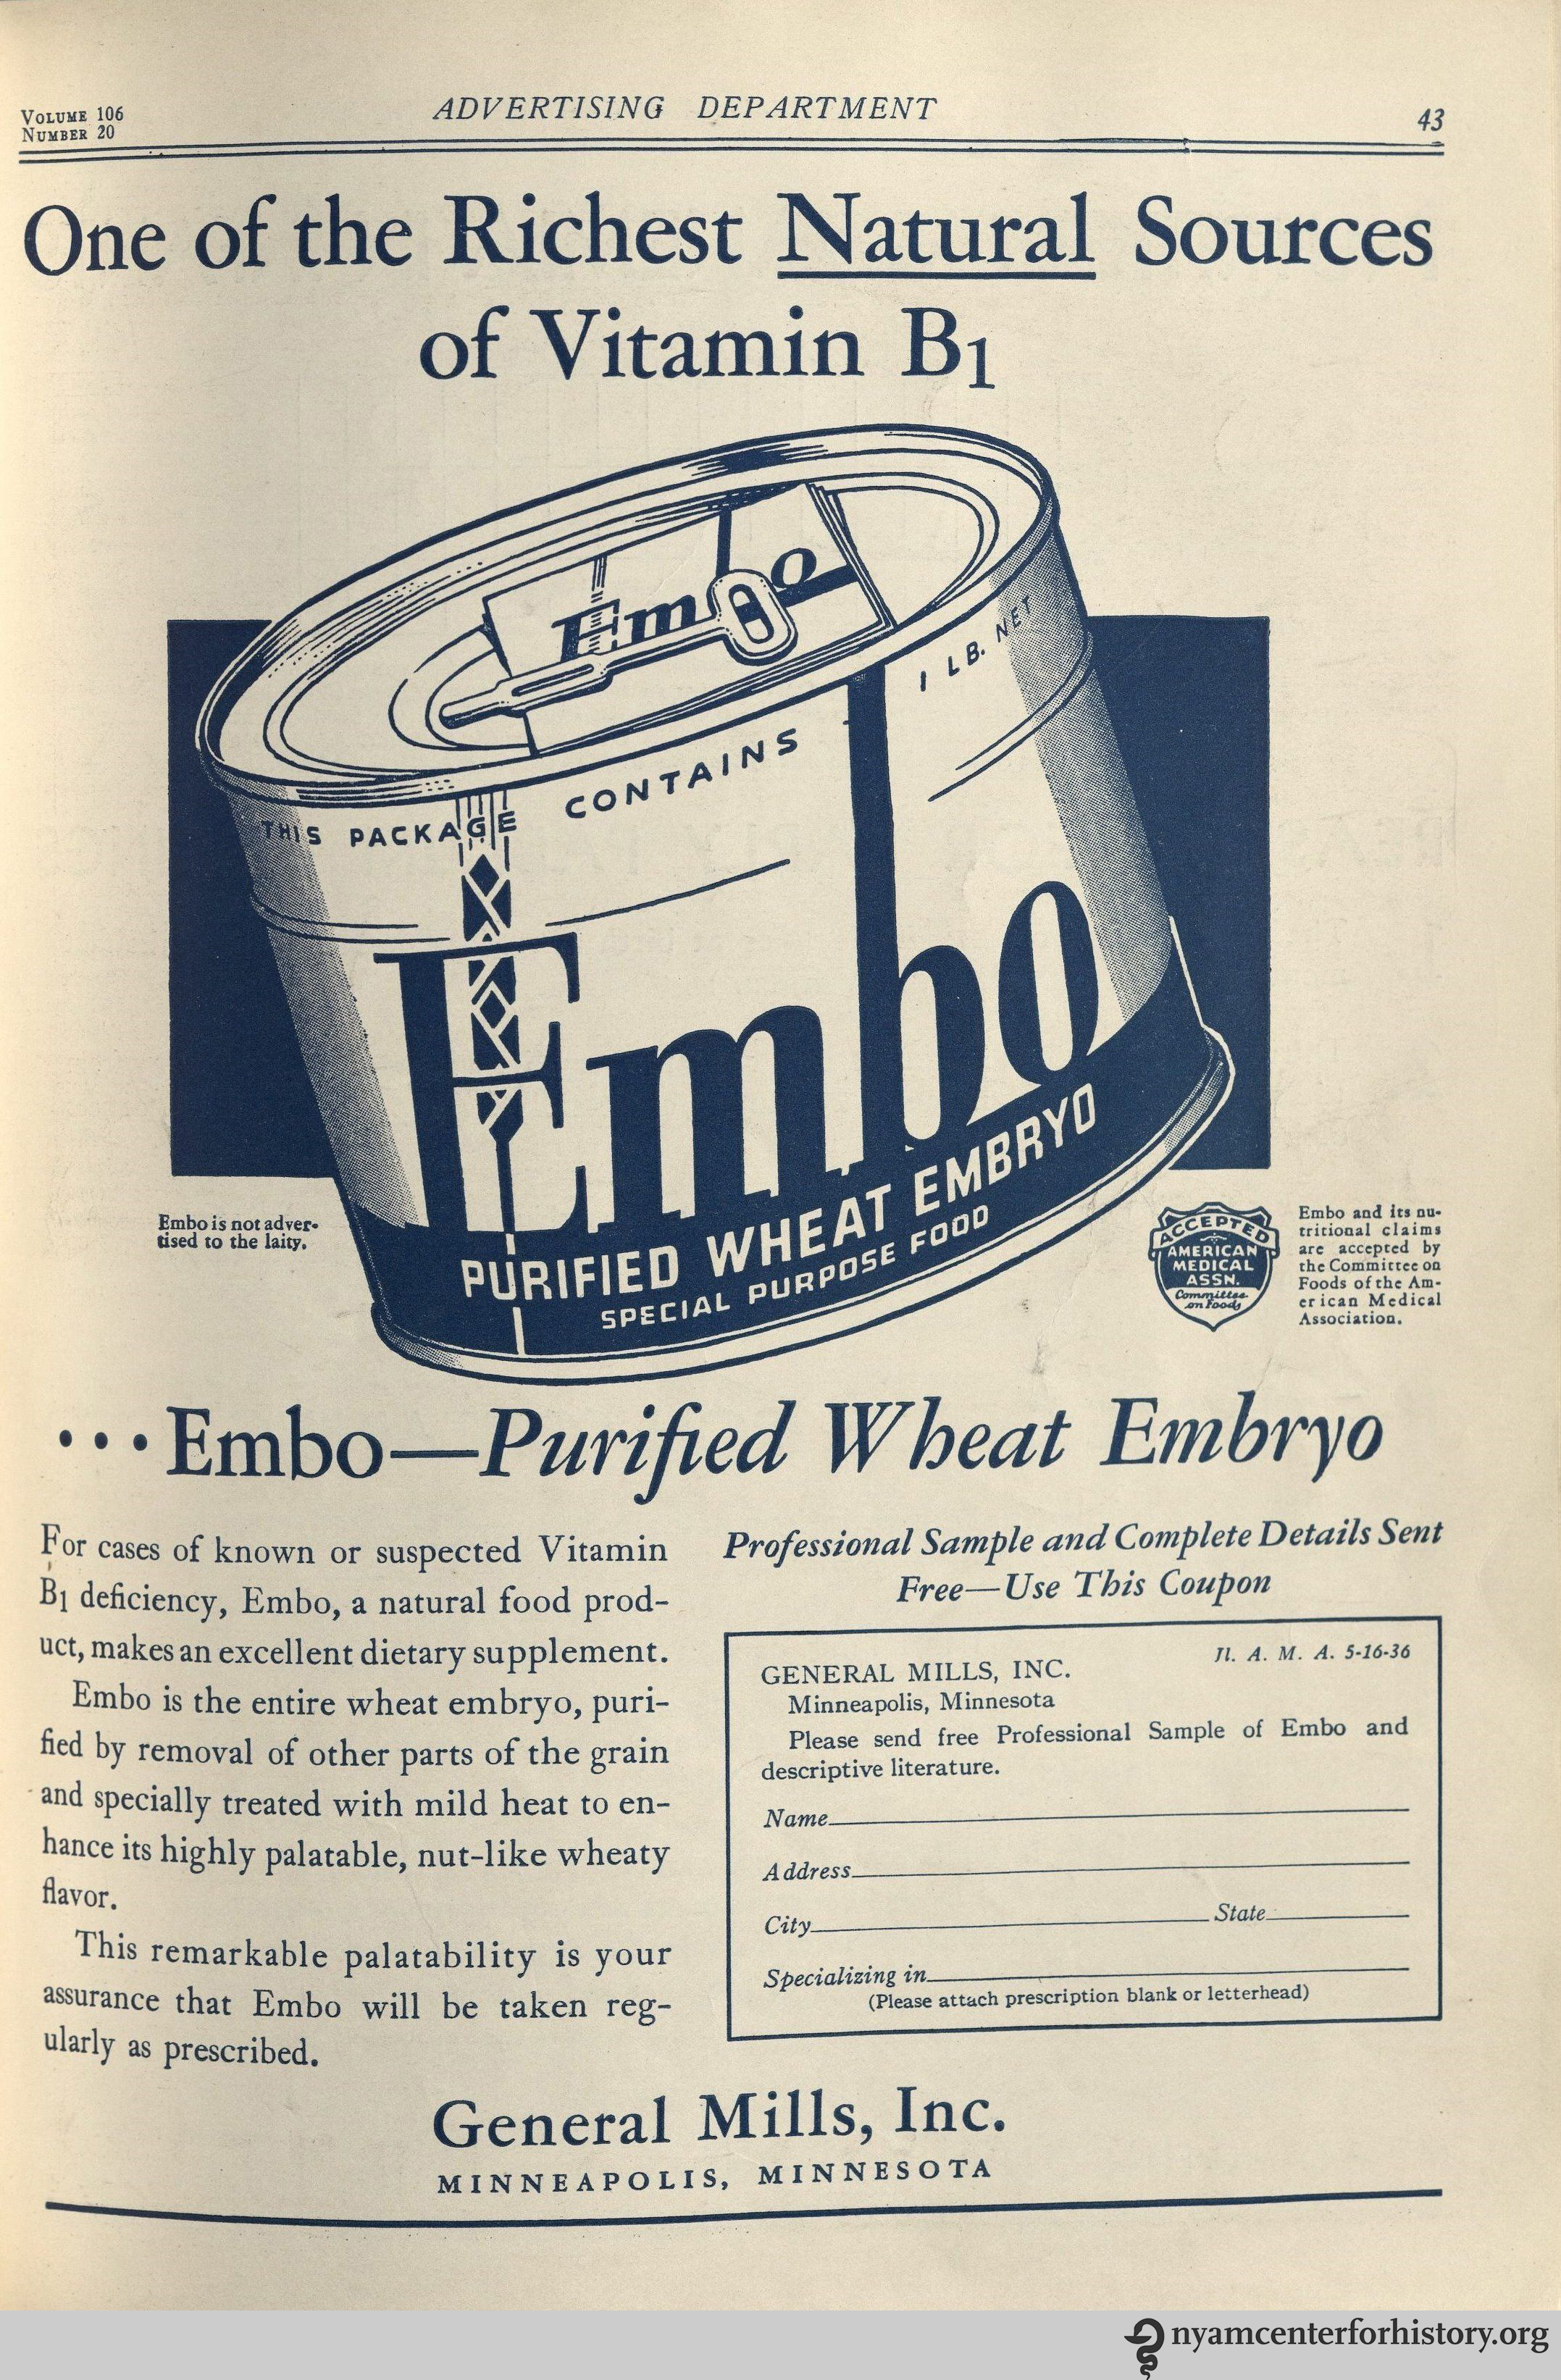 VOLUME 106
NUMBER 20
ADVERTISING DEPARTMENT
43
One of the Richest Natural Sources
of Vitamin B1
Embo
THIS PACKAGE CONTAINS 1 LB. NET
Embo
PURIFIED WHEAT EMBRYO
SPECIAL PURPOSE FOOD
Embo is not adver-
tised to the laity.
ACCEPTED
AMERICAN
MEDICAL
ASSN.
Committee
on Foods
Embo and its nu-
tritional claims
are accepted by
the Committee on
Foods of the Am-
erican Medical
Association.
...Embo—Purified Wheat Embryo
For cases of known or suspected Vitamin
B1 deficiency, Embo, a natural food prod-
uct, makes an excellent dietary supplement.
Embo is the entire wheat embryo, puri-
fied by removal of other parts of the grain
and specially treated with mild heat to en-
hance its highly palatable, nut-like wheaty
flavor.
This remarkable palatability is your
assurance that Embo will be taken reg-
ularly as prescribed.
Professional Sample and Complete Details Sent
Free—Use This Coupon
Jl. A. M. A. 5-16-36
GENERAL MILLS, INC.
Minneapolis, Minnesota
Please send free Professional Sample of Embo and
descriptive literature.
Name
Address
City State
Specializing in
(Please attach prescription blank or letterhead)
General Mills, Inc.
MINNEAPOLIS, MINNESOTA
nyamcenterforhistory.org